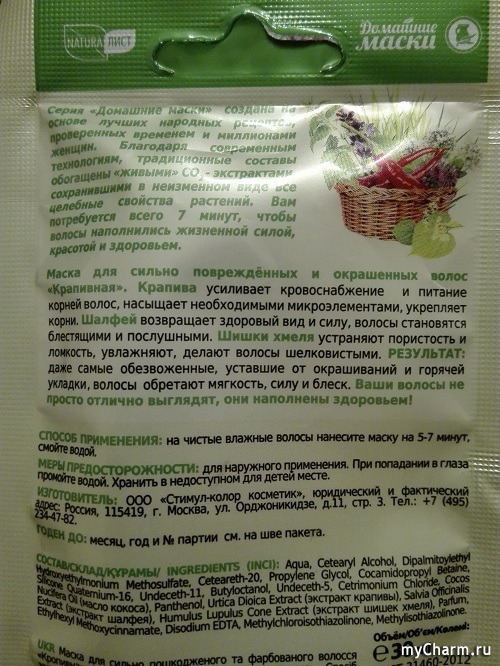 NATURAЛИСТ
Домашние
маски
Серия «Домашние маски» создана на
основе лучших народных рецептов,
проверенных временем и миллионами
женщин. Благодаря современным
технологиям, традиционные составы
обогащены «живыми» CO₂- экстрактами
сохранившими в неизменном виде все
целебные свойства растений. Вам
потребуется всего 7 минут, чтобы
волосы наполнились жизненной силой,
красотой и здоровьем.
Маска для сильно повреждённых и окрашенных волос
«Крапивная». Крапива усиливает кровоснабжение и питание
корней волос, насыщает необходимыми микроэлементами, укрепляет
корни. Шалфей возвращает здоровый вид и силу, волосы становятся
блестящими и послушными. Шишки хмеля устраняют пористость и
ломкость, увлажняют, делают волосы шелковистыми. РЕЗУЛЬТАТ:
даже самые обезвоженные, уставшие от окрашиваний и горячей
укладки, волосы обретают мягкость, силу и блеск. Ваши волосы не
просто отлично выглядят, они наполнены здоровьем!
СПОСОБ ПРИМЕНЕНИЯ: на чистые влажные волосы нанесите маску на 5-7 минут,
смойте водой.
МЕРЫ ПРЕДОСТОРОЖНОСТИ: для наружного применения. При попадании в глаза
промойте водой. Хранить в недоступном для детей месте.
ИЗГОТОВИТЕЛЬ: ООО «Стимул-колор косметик», юридический и фактический
адрес: Россия, 115419, г. Москва, ул. Орджоникидзе, д.11, стр. 3. Тел.: +7 (495)
234-47-82.
ГОДЕН ДО: месяц, год и № партии см. на шве пакета.
СОСТАВ/СКЛАД/ҚҰРАМЫ/ INGREDIENTS (INCI): Aqua, Cetearyl Alcohol, Dipalmitoylethyl
Hydroxyethylmonium Methosulfate, Ceteareth-20, Propylene Glycol, Cocamidopropyl Betaine,
Silicone Quaternium-16, Undeceth-11, Butyloctanol, Undeceth-5, Cetrimonium Chloride, Cocos
Nucifera Oil (масло кокоса), Panthenol, Urtica Dioica Extract (экстракт крапивы), Salvia Officinalis
Extract (экстракт шалфея), Humulus Lupulus Cone Extract (экстракт шишек хмеля), Parfum,
Ethylhexyl Methoxycinnamate, Disodium EDTA, Methylchloroisothiazolinone, Methylisothiazolinone.
Объём/Об'єм/Көлемі:
UKR Маска для сильно пошкодженого та фарбованого волосся
21460-2012
myCharm.ru